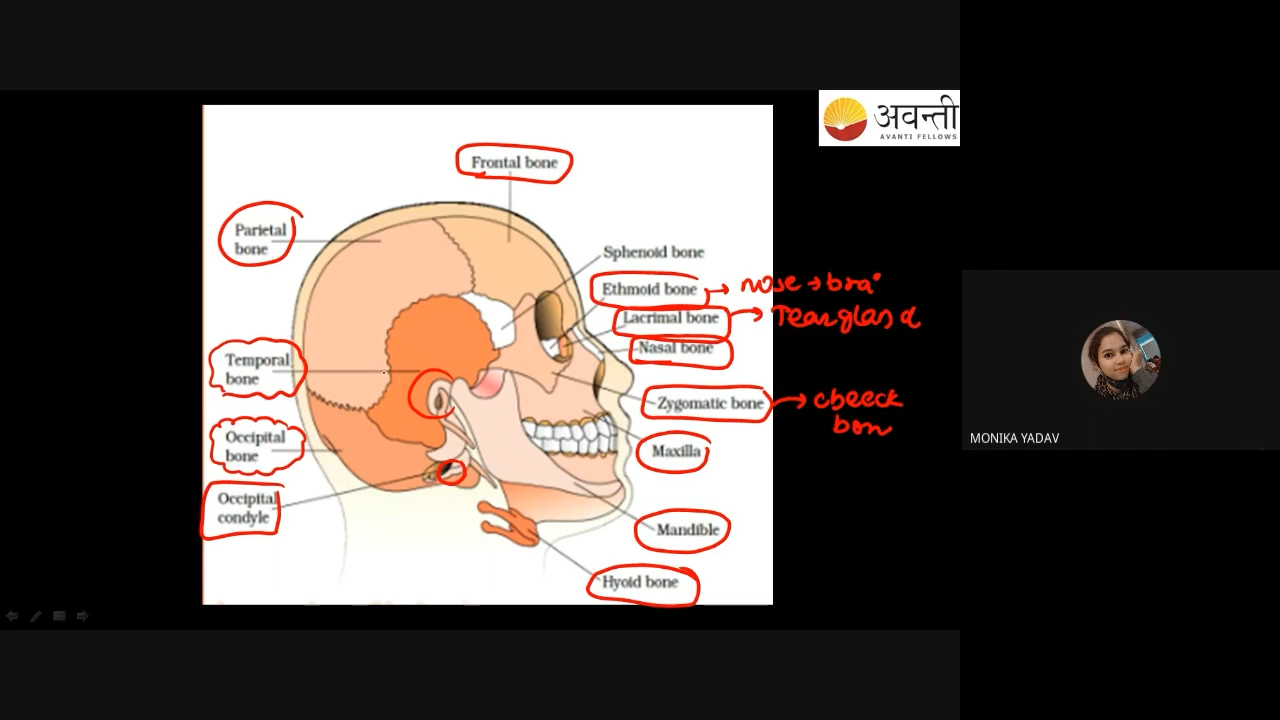 अवन्ती
AVANTI FELLOWS
Frontal bone
Parietal
bone
Sphenoid bone
Ethmoid bone → nose → brai
Lacrimal bone → Tear gland
Nasal bone
Temporal
bone
Zygomatic bone → cheeck
bon
Occipital
bone
Maxilla
Occipital
condyle
Mandible
Hyoid bone
MONIKA YADAV